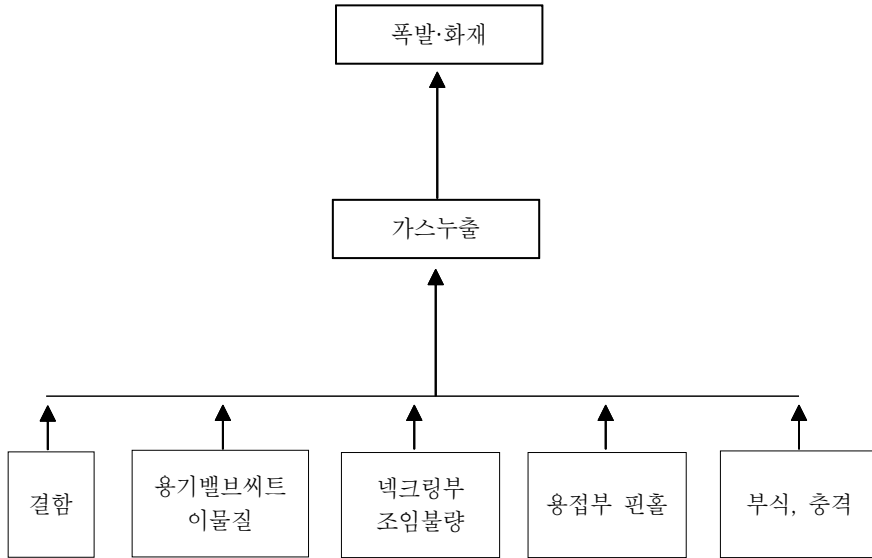 폭발·화재
가스누출
결함
용기밸브씨트
이물질
넥크링부
조임불량
용접부 핀홀
부식, 충격